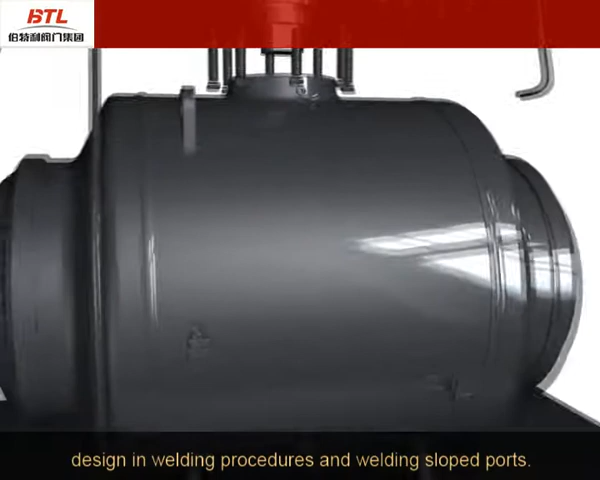 BTL
伯特利阀门集团
design in welding procedures and welding sloped ports.